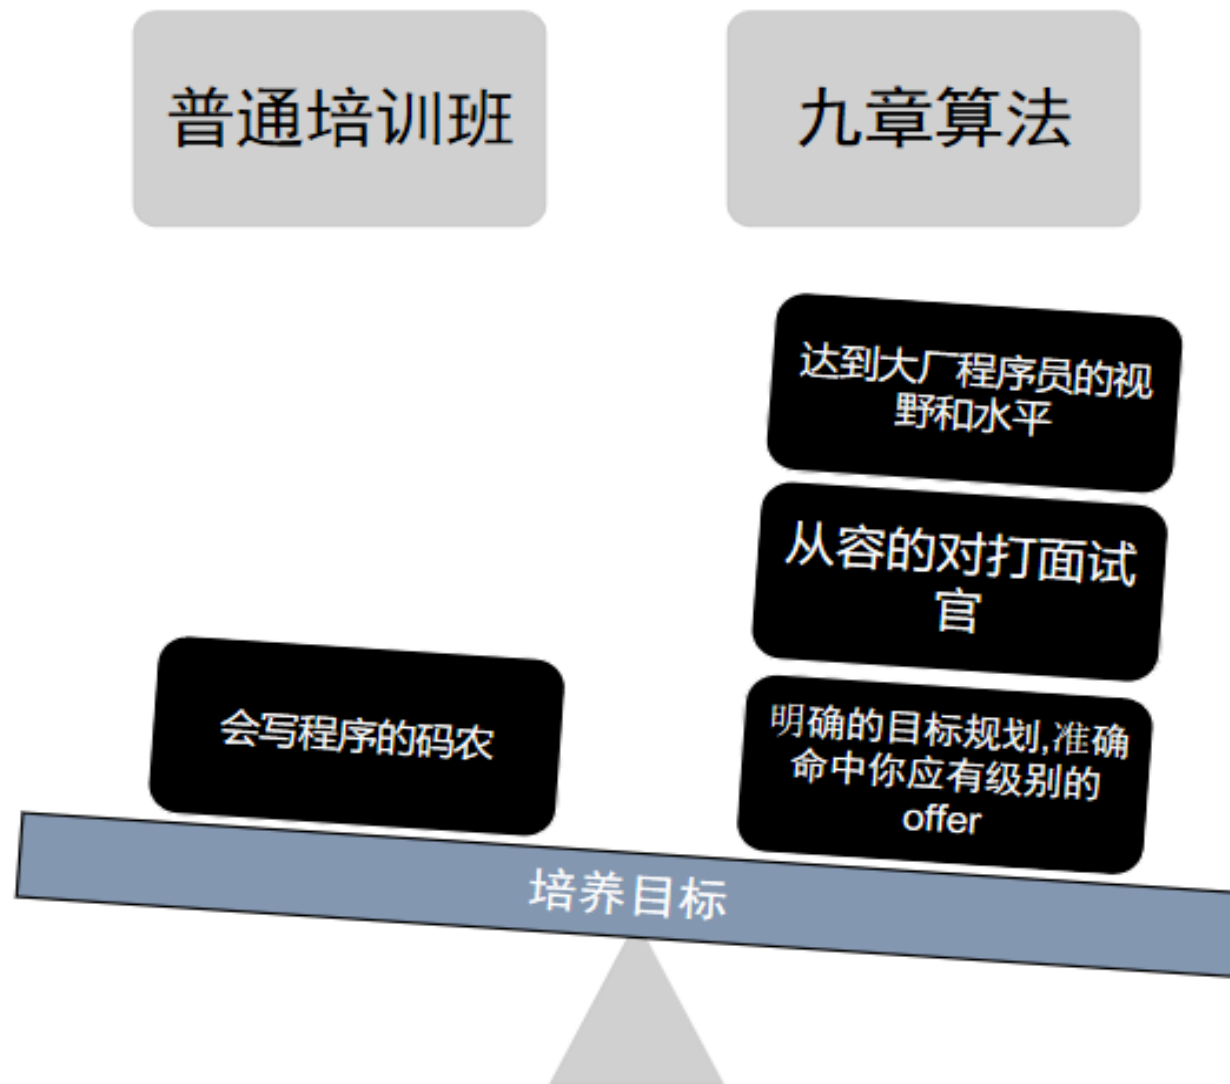 普通培训班
九章算法
达到大厂程序员的视
野和水平
从容的对打面试
官
会写程序的码农
明确的目标规划,准确
命中你应有级别的
offer
培养目标